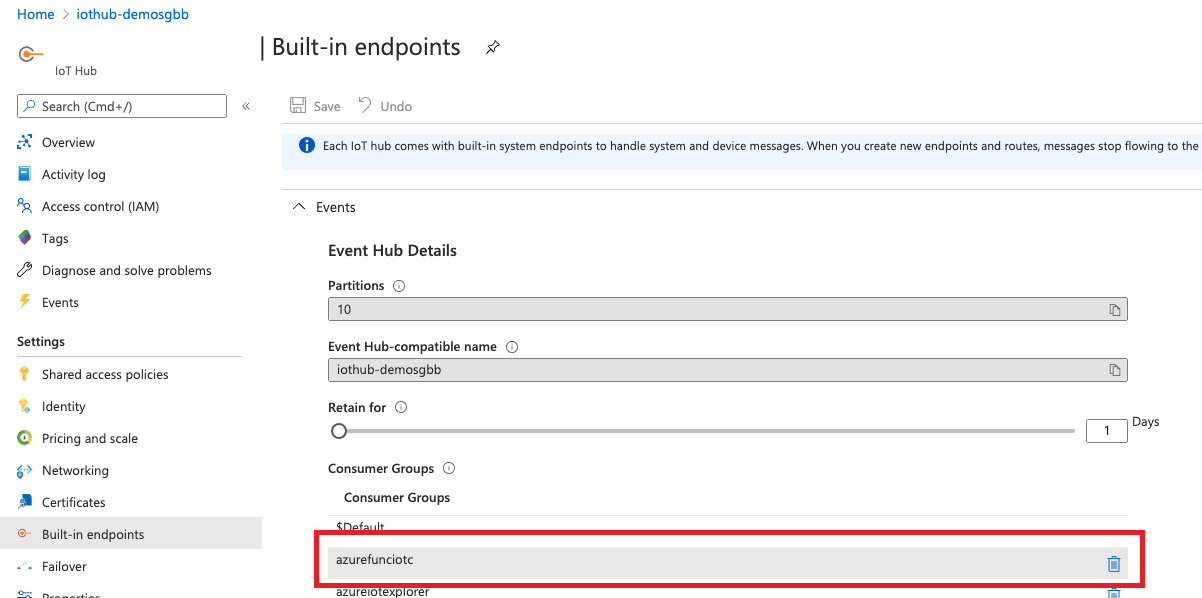 Home > iothub-demosgbb
| Built-in endpoints
IoT Hub
Search (Cmd+/)
«
Save Undo
Each IoT hub comes with built-in system endpoints to handle system and device messages. When you create new endpoints and routes, messages stop flowing to the
Overview
Activity log
Access control (IAM)
Tags
Diagnose and solve problems
Events
Settings
Shared access policies
Identity
Pricing and scale
Networking
Certificates
Built-in endpoints
Failover
Properties
Events
Event Hub Details
Partitions
10
Event Hub-compatible name
iothub-demosgbb
Retain for
1 Days
Consumer Groups
Consumer Groups
$Default
azurefunciotc
azureiotexplorer